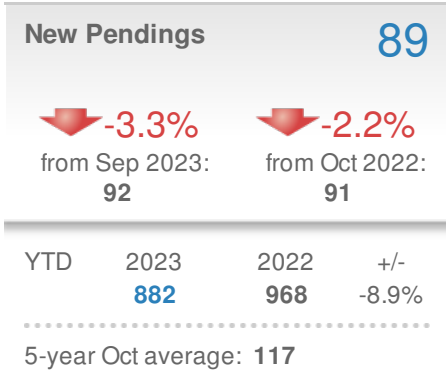 New Pendings 89
-3.3% -2.2%
from Sep 2023: from Oct 2022:
92 91
YTD 2023 2022 +/-
882 968 -8.9%
5-year Oct average: 117